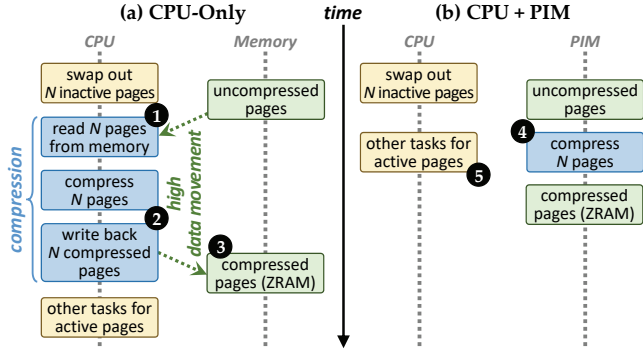 (a) CPU-Only
time
(b) CPU + PIM
CPU
Memory
CPU
PIM
swap out
N inactive pages
uncompressed
pages
1
read N pages
from memory
compress
N pages
2
write back
N compressed
pages
compression
high
data movement
3
compressed
pages (ZRAM)
other tasks for
active pages
swap out
N inactive pages
uncompressed
pages
other tasks for
active pages
5
4
compress
N pages
compressed
pages (ZRAM)